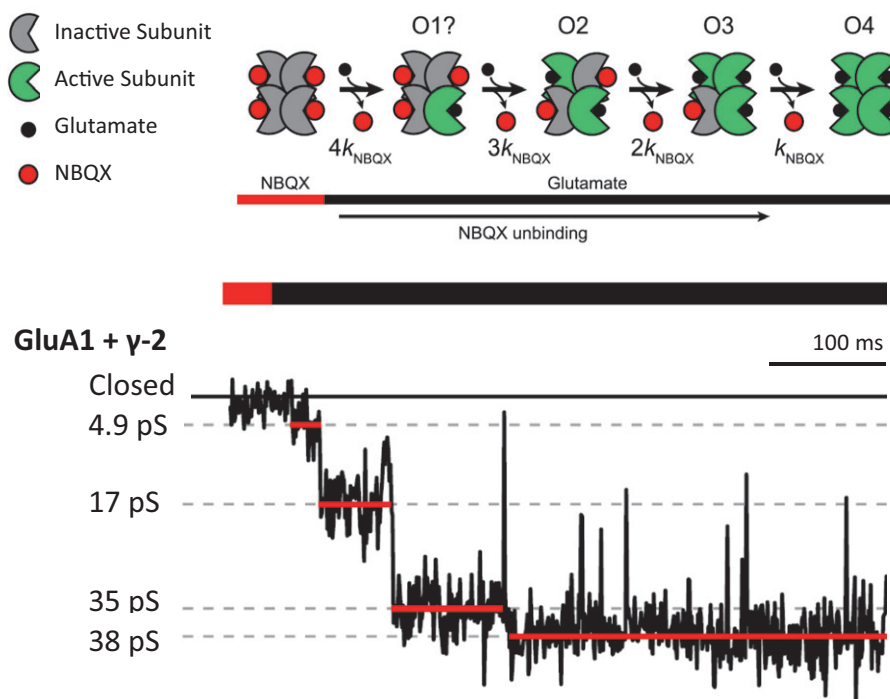 Inactive Subunit
Active Subunit
Glutamate
NBQX
O1? O2 O3 O4
4kNBQX 3kNBQX 2kNBQX kNBQX
NBQX Glutamate
NBQX unbinding
GluA1 + γ-2
100 ms
Closed
4.9 pS
17 pS
35 pS
38 pS